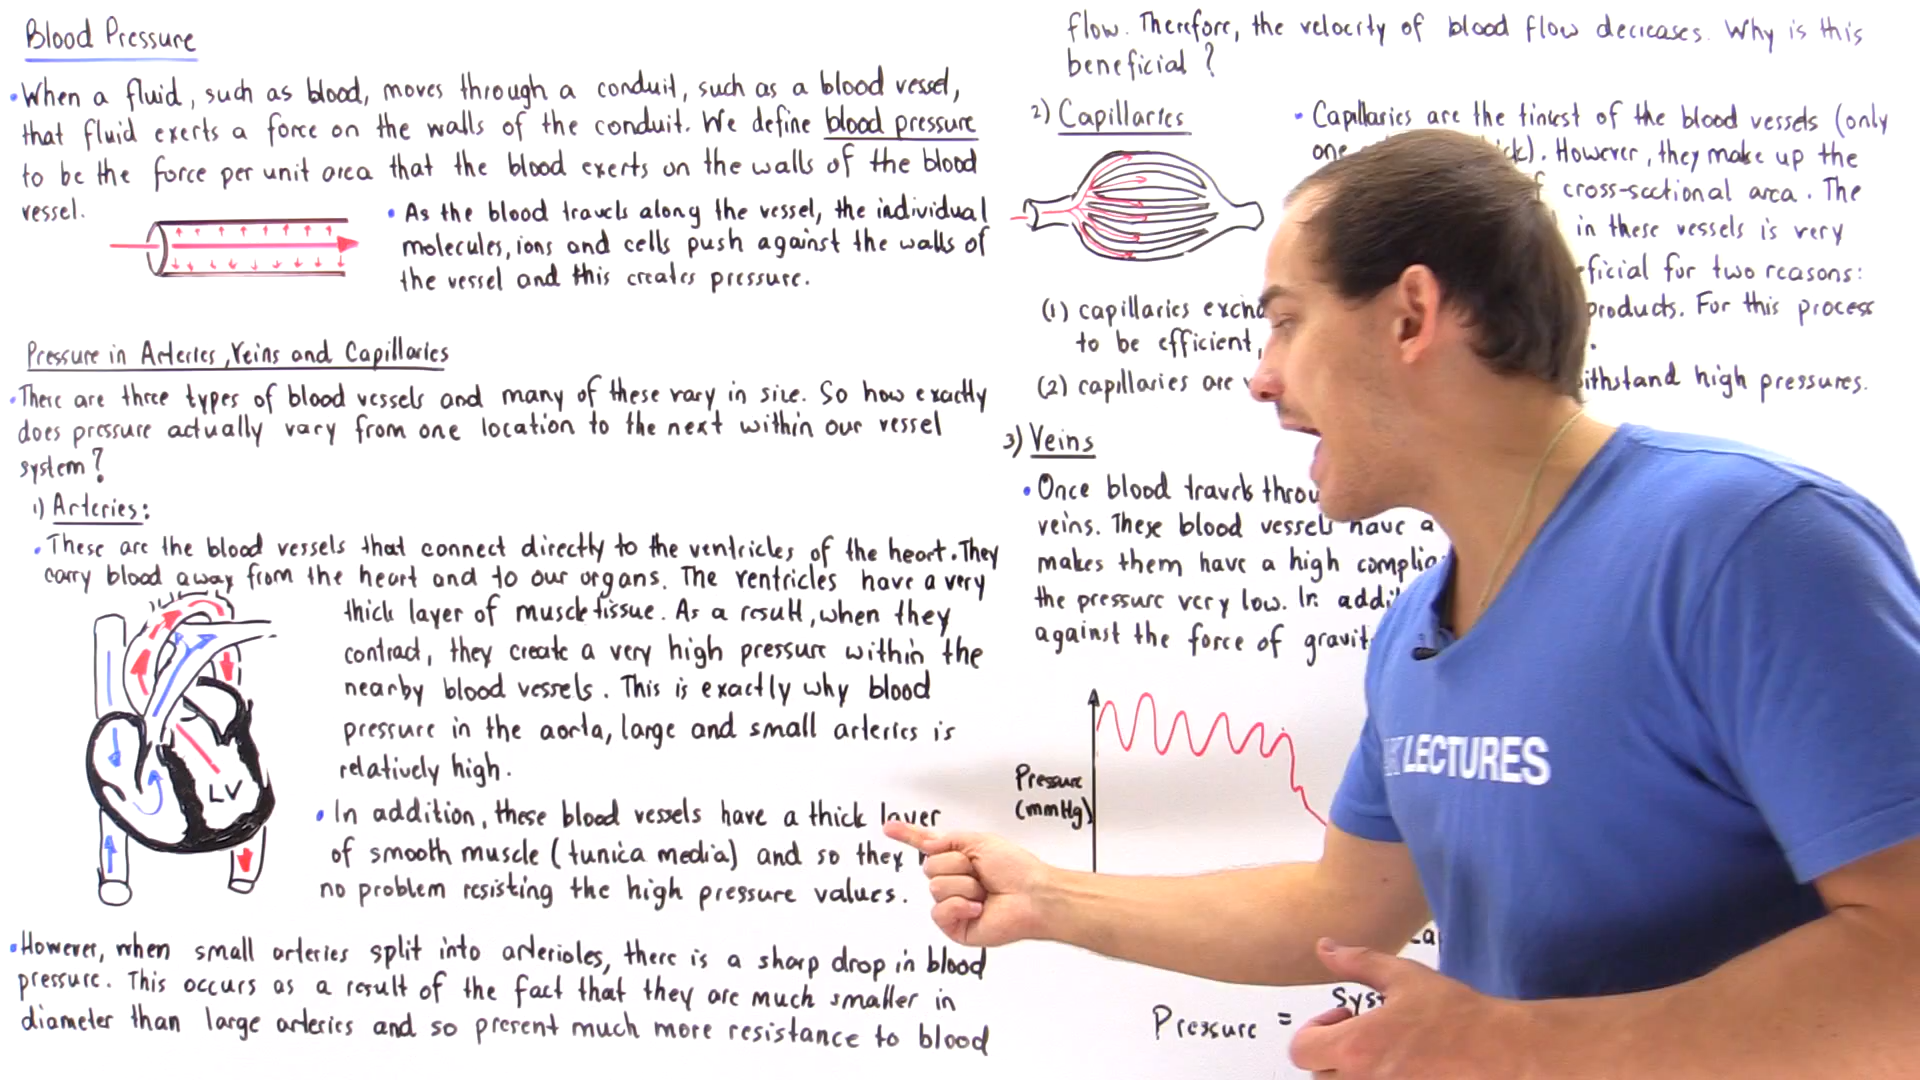 Blood Pressure
• When a fluid, such as blood, moves through a conduit, such as a blood vessel,
that fluid exerts a force on the walls of the conduit. We define blood pressure
to be the force per unit area that the blood exerts on the walls of the blood
vessel.
• As the blood travels along the vessel, the individual
molecules, ions and cells push against the walls of
the vessel and this creates pressure.
Pressure in Arteries, Veins and Capillaries
• There are three types of blood vessels and many of these vary in size. So how exactly
does pressure actually vary from one location to the next within our vessel
system?
1) Arteries:
• These are the blood vessels that connect directly to the ventricles of the heart. They
carry blood away from the heart and to our organs. The ventricles have a very
thick layer of muscle tissue. As a result, when they
contract, they create a very high pressure within the
nearby blood vessels. This is exactly why blood
pressure in the aorta, large and small arteries is
relatively high.
LV
• In addition, these blood vessels have a thick layer
of smooth muscle (tunica media) and so they
no problem resisting the high pressure values.
• However, when small arteries split into arterioles, there is a sharp drop in blood
pressure. This occurs as a result of the fact that they are much smaller in
diameter than large arteries and so present much more resistance to blood
flow. Therefore, the velocity of blood flow decreases. Why is this
beneficial?
2) Capillaries
• Capillaries are the tiniest of the blood vessels (only
one). However, they make up the
cross-sectional area. The
in these vessels is very
for two reasons:
(1) capillaries products. For this process
to be efficient,
(2) capillaries are withstand high pressures.
3) Veins
• Once blood travels
veins. These blood vessels have a
makes them have a high
the pressure very low. In
against the force of
Pressure
(mmHg)
Pressure =
LECTURES